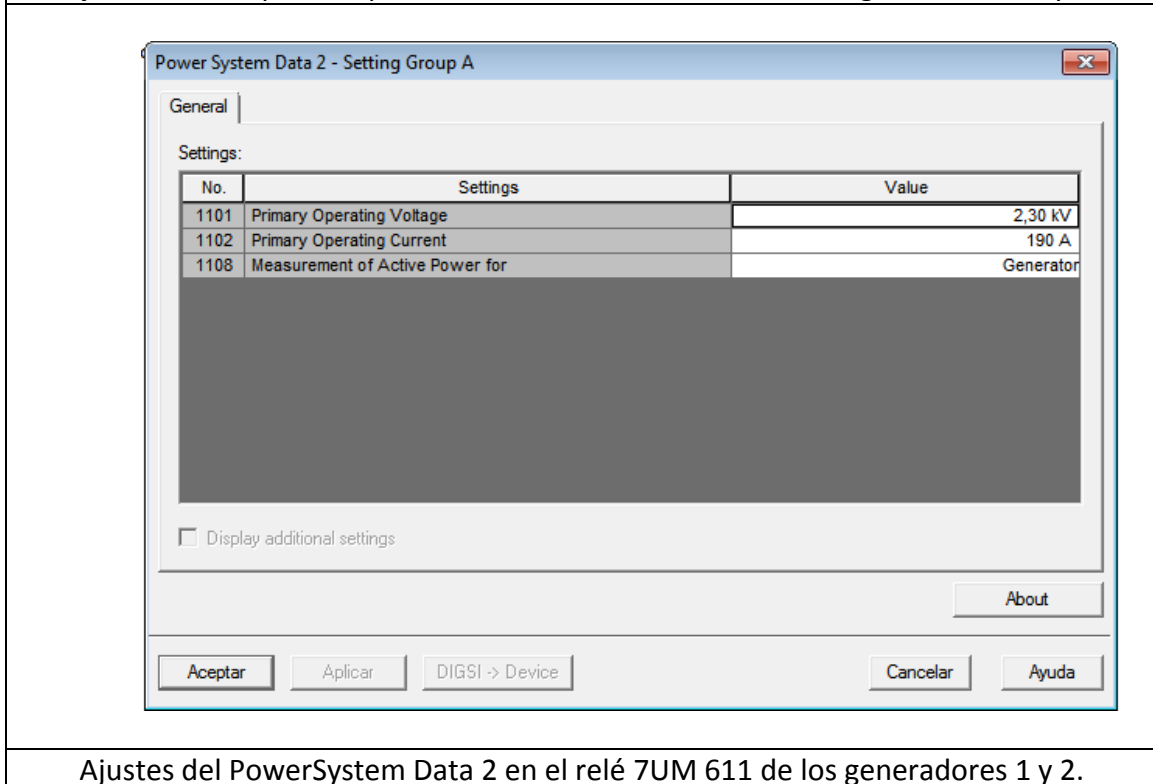 Power System Data 2 - Setting Group A
General
Settings:
No. Settings Value
1101 Primary Operating Voltage 2,30 kV
1102 Primary Operating Current 190 A
1108 Measurement of Active Power for Generator
Display additional settings
About
Aceptar Aplicar DIGSI -> Device Cancelar Ayuda
Ajustes del PowerSystem Data 2 en el relé 7UM 611 de los generadores 1 y 2.